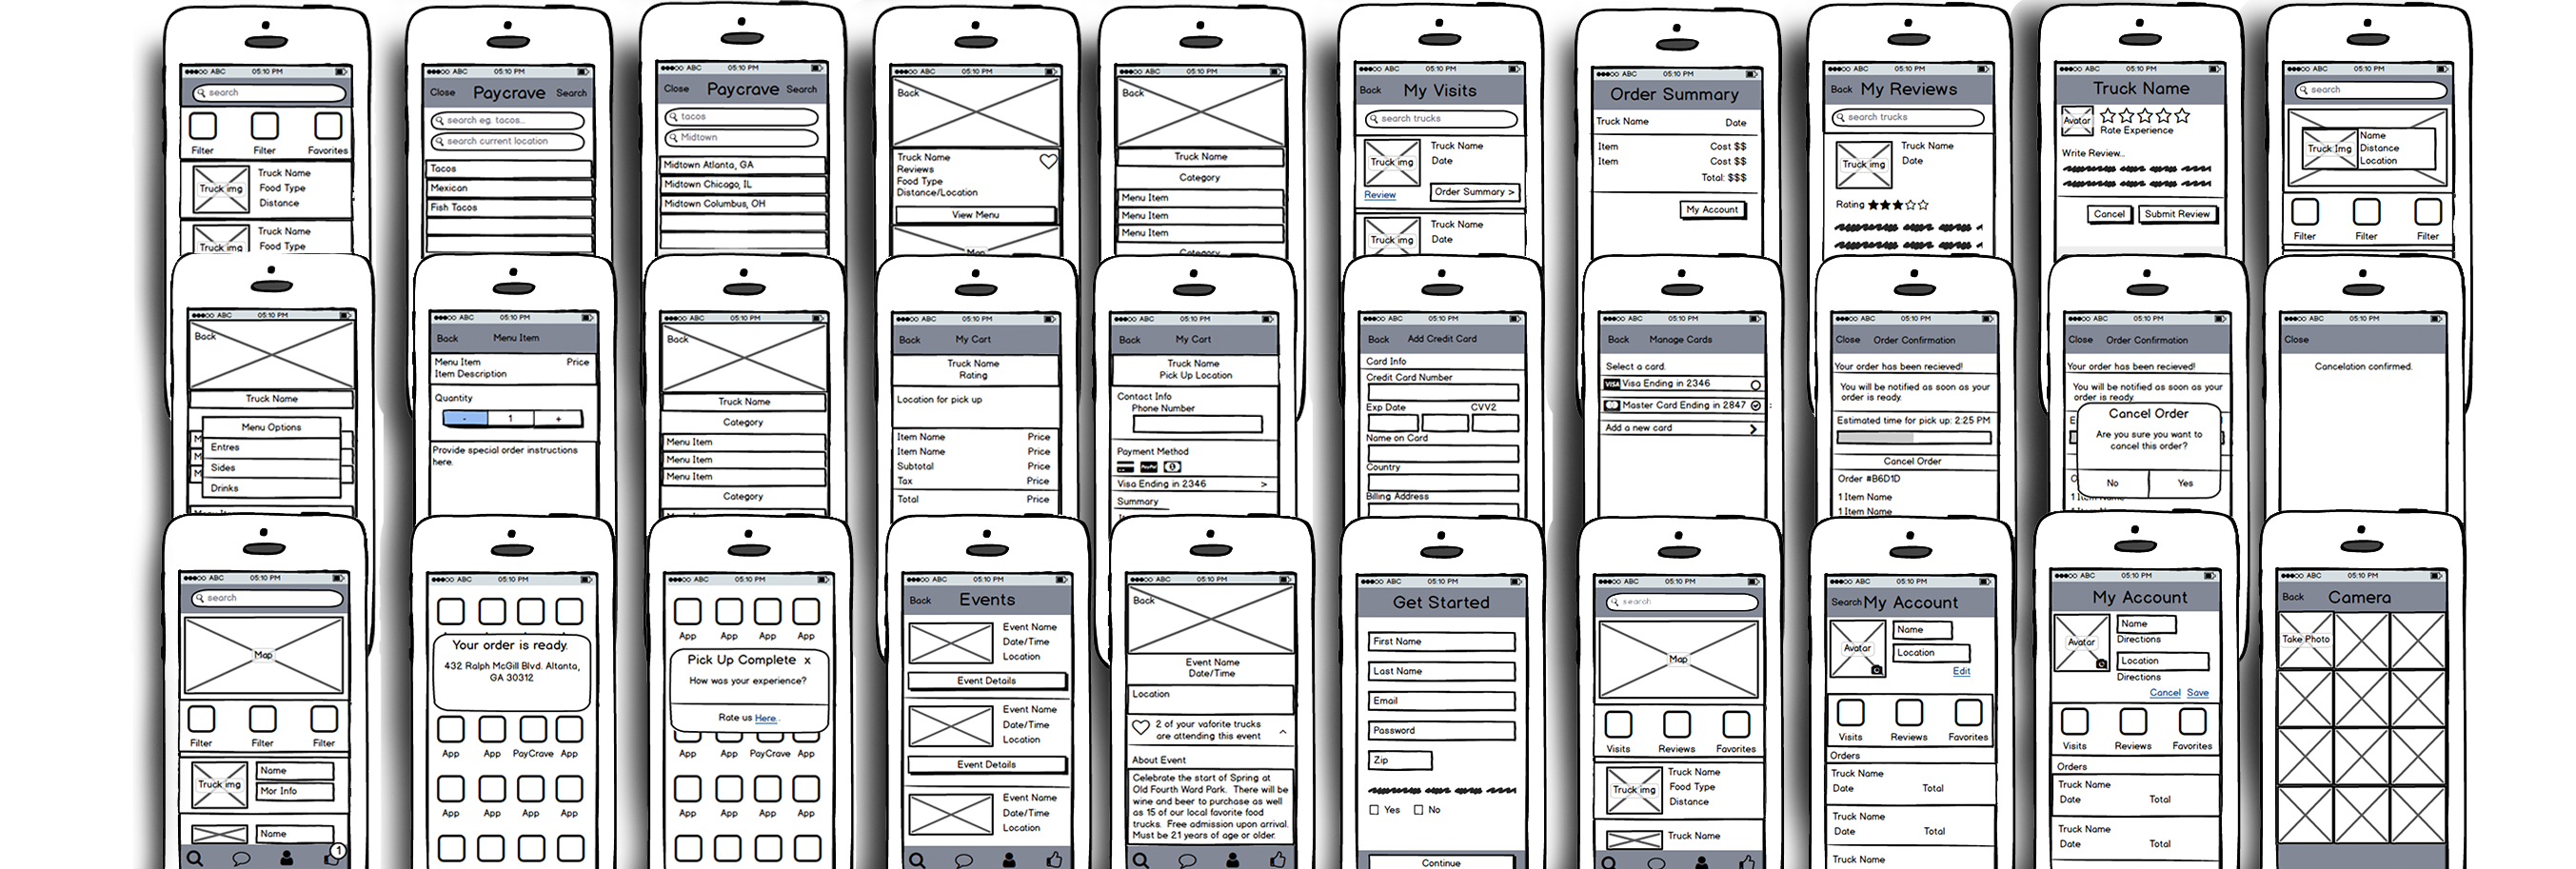 ABC 05:10 PM
search
Filter Filter Favorites
Truck img
Truck Name
Food Type
Distance
Truck img
Truck Name
Food Type
ABC 05:10 PM
Close Paycrave Search
search eg. tacos...
search current location
Tacos
Mexican
Fish Tacos
ABC 05:10 PM
Close Paycrave Search
tacos
Midtown
Midtown Atlanta, GA
Midtown Chicago, IL
Midtown Columbus, OH
ABC 05:10 PM
Back
Truck Name
Reviews
Food Type
Distance/Location
View Menu
Map
ABC 05:10 PM
Back
Truck Name
Category
Menu Item
Menu Item
Menu Item
Category
ABC 05:10 PM
Back My Visits
search trucks
Truck img
Truck Name
Date
Review
Order Summary >
Truck img
Truck Name
Date
ABC 05:10 PM
Order Summary
Truck Name Date
Item Cost $$
Item Cost $$
Total: $$$
My Account
ABC 05:10 PM
Back My Reviews
search trucks
Truck img
Truck Name
Date
Rating
ABC 05:10 PM
Truck Name
Avatar
Rate Experience
Write Review...
Cancel Submit Review
ABC 05:10 PM
search
Truck Img
Name
Distance
Location
Filter Filter Filter
ABC 05:10 PM
Back
Truck Name
Menu Options
Entres
Sides
Drinks
ABC 05:10 PM
Back Menu Item
Menu Item Price
Item Description
Quantity
- 1 +
Provide special order instructions
here.
ABC 05:10 PM
Back
Truck Name
Category
Menu Item
Menu Item
Menu Item
Category
ABC 05:10 PM
Back My Cart
Truck Name
Rating
Location for pick up
Item Name Price
Item Name Price
Subtotal Price
Tax Price
Total Price
ABC 05:10 PM
Back My Cart
Truck Name
Pick Up Location
Contact Info
Phone Number
Payment Method
PayPal
Visa Ending in 2346 >
Summary
ABC 05:10 PM
Back Add Credit Card
Card Info
Credit Card Number
Exp Date CVV2
Name on Card
Country
Billing Address
ABC 05:10 PM
Back Manage Cards
Select a card.
VISA Visa Ending in 2346
Master Card Ending in 2847
Add a new card
ABC 05:10 PM
Close Order Confirmation
Your order has been recieved!
You will be notified as soon as your
order is ready.
Estimated time for pick up: 2:25 PM
Cancel Order
Order #B6D1D
1 Item Name
1 Item Name
ABC 05:10 PM
Close Order Confirmation
Your order has been recieved!
You will be notified as soon as your
order is ready.
Cancel Order
Are you sure you want to
cancel this order?
No Yes
1 Item Name
ABC 05:10 PM
Close
Cancelation confirmed.
ABC 05:10 PM
search
Map
Filter Filter Filter
Truck img
Name
Mor Info
Name
1
ABC 05:10 PM
Your order is ready.
432 Ralph McGill Blvd. Altanta,
GA 30312
App App PayCrave App
App App App App
ABC 05:10 PM
App App App App
Pick Up Complete x
How was your experience?
Rate us Here.
App App PayCrave App
App App App App
ABC 05:10 PM
Back Events
Event Name
Date/Time
Location
Event Details
Event Name
Date/Time
Location
Event Details
Event Name
Date/Time
Location
ABC 05:10 PM
Back
Event Name
Date/Time
Location
2 of your vaforite trucks
are attending this event
About Event
Celebrate the start of Spring at
Old Fourth Ward Park. There will be
wine and beer to purchase as well
as 15 of our local favorite food
trucks. Free admission upon arrival.
Must be 21 years of age or older.
ABC 05:10 PM
Get Started
First Name
Last Name
Email
Password
Zip
Yes No
Continue
ABC 05:10 PM
search
Map
Visits Reviews Favorites
Truck img
Truck Name
Food Type
Distance
Truck Name
ABC 05:10 PM
Search My Account
Avatar
Name
Location
Edit
Visits Reviews Favorites
Orders
Truck Name
Date Total
Truck Name
Date Total
Truck Name
ABC 05:10 PM
My Account
Avatar
Name
Directions
Location
Directions
Cancel Save
Visits Reviews Favorites
Orders
Truck Name
Date Total
Truck Name
Date Total
ABC 05:10 PM
Back Camera
Take Photo